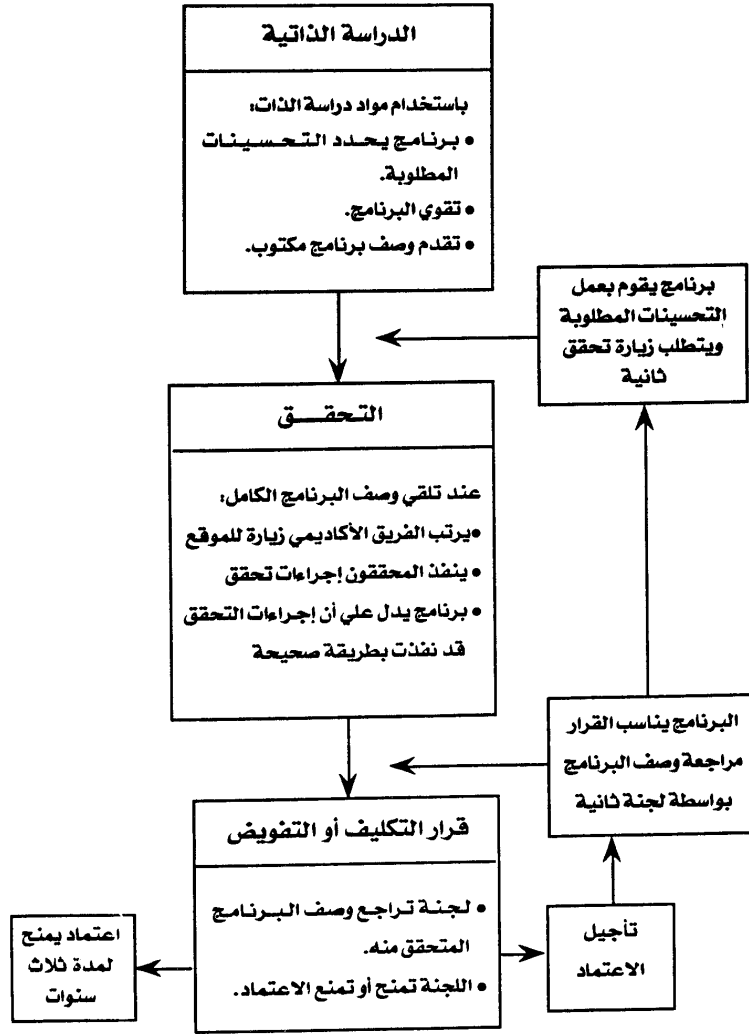 الدراسة الذاتية
باستخدام مواد دراسة الذات:
• برنامج يحدد التحسينات
المطلوبة.
• تقوي البرنامج.
• تقدم وصف برنامج مكتوب.
برنامج يقوم بعمل
التحسينات المطلوبة
ويتطلب زيارة تحقق
ثانية
التحقق
عند تلقي وصف البرنامج الكامل:
•يرتب الفريق الأكاديمي زيارة للموقع
• ينفذ المحققون إجراءات تحقق
• برنامج يدل علي أن إجراءات التحقق
قد نفذت بطريقة صحيحة
البرنامج يناسب القرار
مراجعة وصف البرنامج
بواسطة لجنة ثانية
قرار التكليف أو التفويض
• لجنة تراجع وصف البرنامج
المتحقق منه.
• اللجنة تمنح أو تمنع الاعتماد.
تأجيل
الاعتماد
اعتماد يمنح
لمدة ثلاث
سنوات